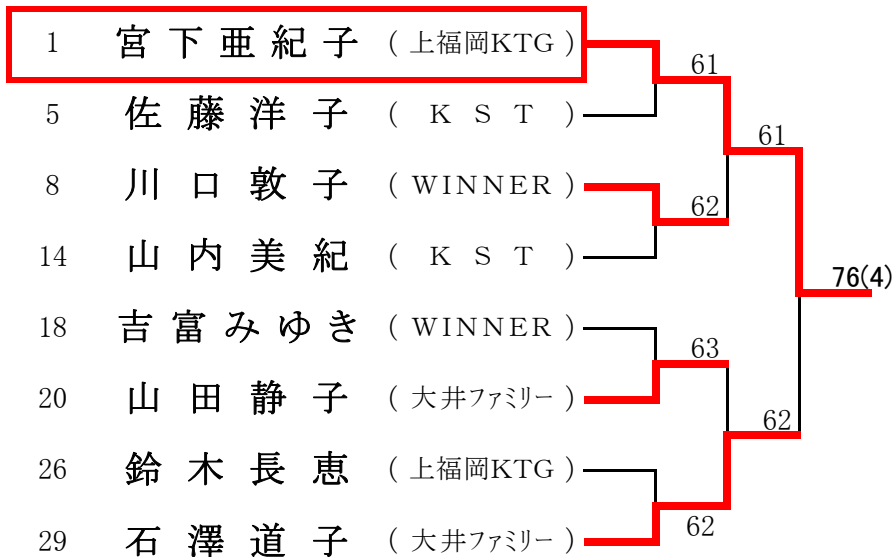 1 宮下亜紀子 (上福岡KTG)
61
5 佐藤洋子 (KST)
61
8 川口敦子 (WINNER)
62
14 山内美紀 (KST)
76(4)
18 吉富みゆき (WINNER)
63
20 山田静子 (大井ファミリー)
62
26 鈴木長恵 (上福岡KTG)
62
29 石澤道子 (大井ファミリー)